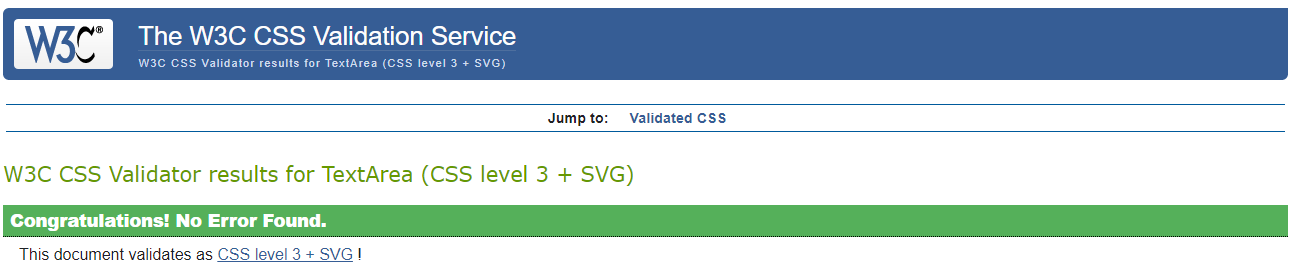 W3C®
The W3C CSS Validation Service
W3C CSS Validator results for TextArea (CSS level 3 + SVG)
Jump to: Validated CSS
W3C CSS Validator results for TextArea (CSS level 3 + SVG)
Congratulations! No Error Found.
This document validates as CSS level 3 + SVG !